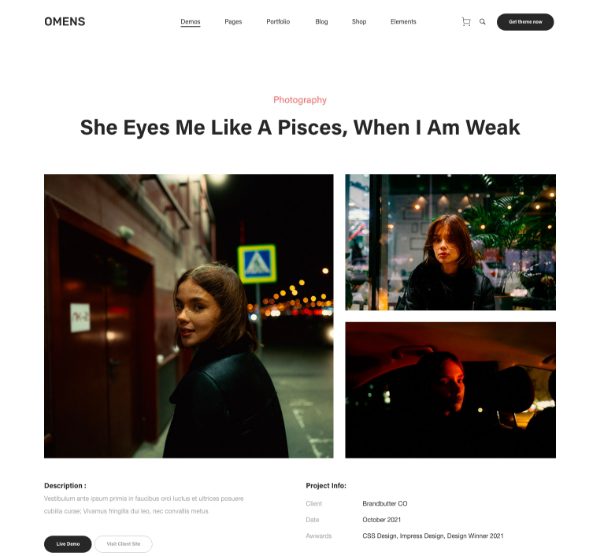 OMENS
Demos Pages Portfolio Blog Shop Elements
Get theme now
Photography
She Eyes Me Like A Pisces, When I Am Weak
Description :
Vestibulum ante ipsum primis in faucibus orci luctus et ultrices posuere
cubilia curae; Vivamus fringilla dui leo, nec convallis metus.
Live Demo
Visit Client Site
Project Info:
Client Brandbutter CO
Date October 2021
Awwards CSS Design, Impress Design, Design Winner 2021